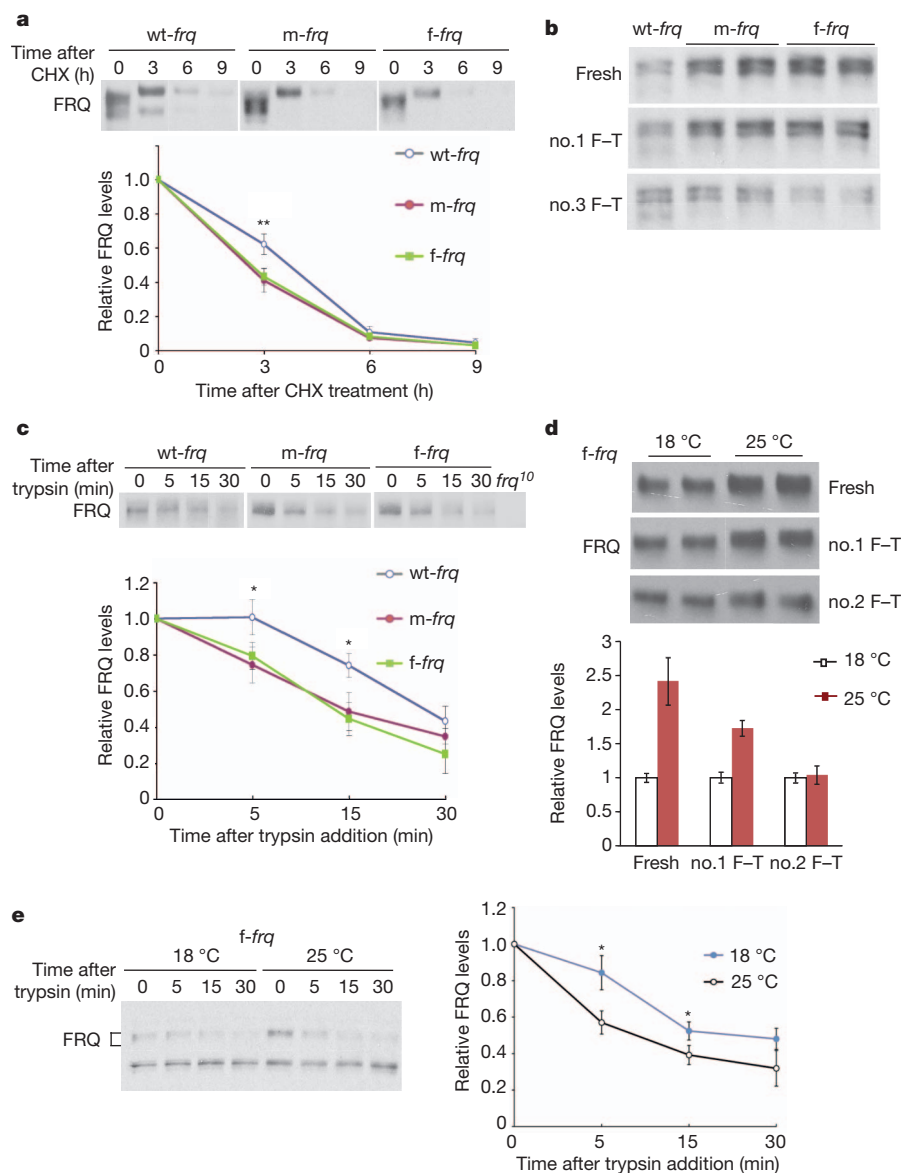 a
wt-frq m-frq f-frq
Time after CHX (h)
0 3 6 9 0 3 6 9 0 3 6 9
FRQ
wt-frq
m-frq
f-frq
**
Relative FRQ levels
1.0
0.8
0.6
0.4
0.2
0
0 3 6 9
Time after CHX treatment (h)
b
wt-frq m-frq f-frq
Fresh
no.1 F–T
no.3 F–T
c
wt-frq m-frq f-frq
Time after trypsin (min)
0 5 15 30 0 5 15 30 0 5 15 30 frq10
FRQ
wt-frq
m-frq
f-frq
* *
Relative FRQ levels
1.2
1.0
0.8
0.6
0.4
0.2
0
0 5 15 30
Time after trypsin addition (min)
d
f-frq 18 °C 25 °C
Fresh
FRQ no.1 F–T
no.2 F–T
18 °C
25 °C
Relative FRQ levels
3
2.5
2
1.5
1
0.5
0
Fresh no.1 F–T no.2 F–T
e
f-frq
18 °C 25 °C
Time after trypsin (min)
0 5 15 30 0 5 15 30
FRQ
18 °C
25 °C
* *
Relative FRQ levels
1.2
1.0
0.8
0.6
0.4
0.2
0
0 5 15 30
Time after trypsin addition (min)